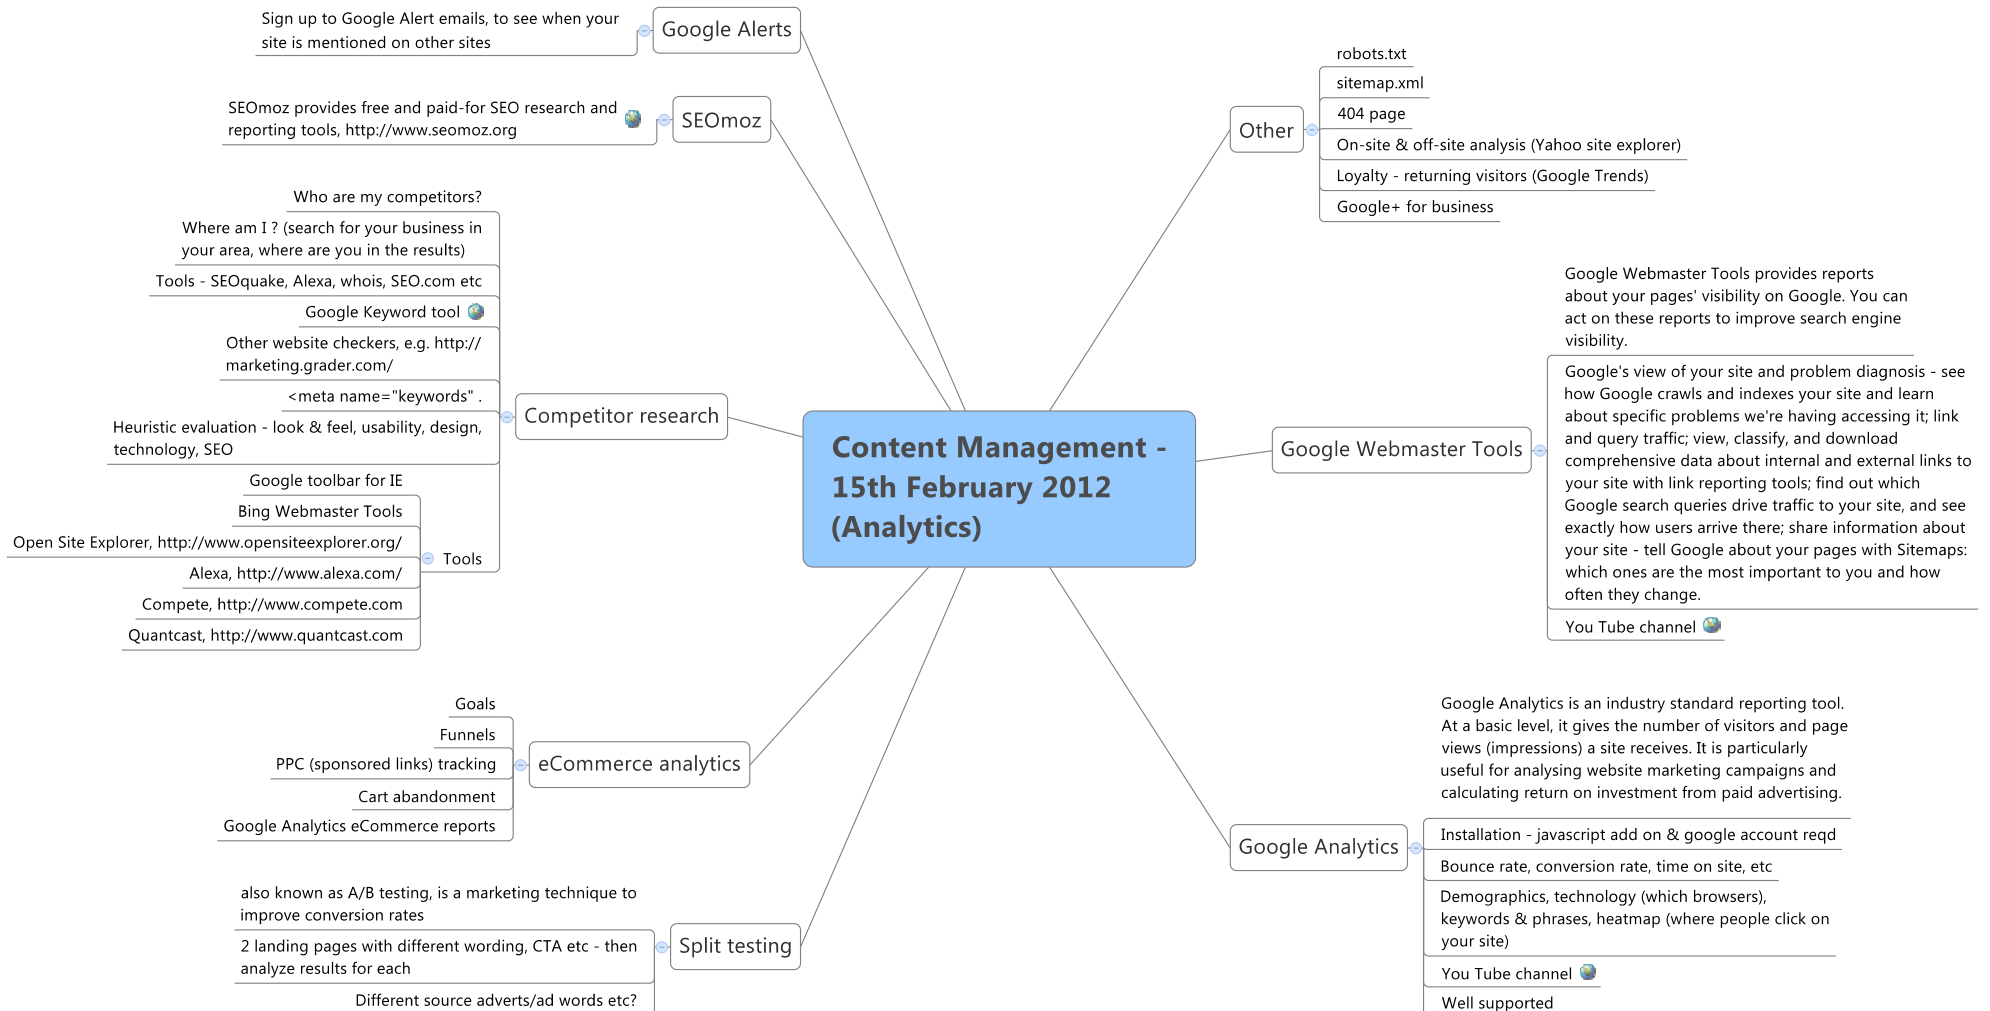 Content Management -
15th February 2012
(Analytics)
Google Alerts
Sign up to Google Alert emails, to see when your
site is mentioned on other sites
SEOmoz
SEOmoz provides free and paid-for SEO research and
reporting tools, http://www.seomoz.org
Competitor research
Who are my competitors?
Where am I ? (search for your business in
your area, where are you in the results)
Tools - SEOquake, Alexa, whois, SEO.com etc
Google Keyword tool
Other website checkers, e.g. http://
marketing.grader.com/
<meta name="keywords" .
Heuristic evaluation - look & feel, usability, design,
technology, SEO
Tools
Google toolbar for IE
Bing Webmaster Tools
Open Site Explorer, http://www.opensiteexplorer.org/
Alexa, http://www.alexa.com/
Compete, http://www.compete.com
Quantcast, http://www.quantcast.com
eCommerce analytics
Goals
Funnels
PPC (sponsored links) tracking
Cart abandonment
Google Analytics eCommerce reports
Split testing
also known as A/B testing, is a marketing technique to
improve conversion rates
2 landing pages with different wording, CTA etc - then
analyze results for each
Different source adverts/ad words etc?
Other
robots.txt
sitemap.xml
404 page
On-site & off-site analysis (Yahoo site explorer)
Loyalty - returning visitors (Google Trends)
Google+ for business
Google Webmaster Tools
Google Webmaster Tools provides reports
about your pages' visibility on Google. You can
act on these reports to improve search engine
visibility.
Google's view of your site and problem diagnosis - see
how Google crawls and indexes your site and learn
about specific problems we're having accessing it; link
and query traffic; view, classify, and download
comprehensive data about internal and external links to
your site with link reporting tools; find out which
Google search queries drive traffic to your site, and see
exactly how users arrive there; share information about
your site - tell Google about your pages with Sitemaps:
which ones are the most important to you and how
often they change.
You Tube channel
Google Analytics
Google Analytics is an industry standard reporting tool.
At a basic level, it gives the number of visitors and page
views (impressions) a site receives. It is particularly
useful for analysing website marketing campaigns and
calculating return on investment from paid advertising.
Installation - javascript add on & google account reqd
Bounce rate, conversion rate, time on site, etc
Demographics, technology (which browsers),
keywords & phrases, heatmap (where people click on
your site)
You Tube channel
Well supported